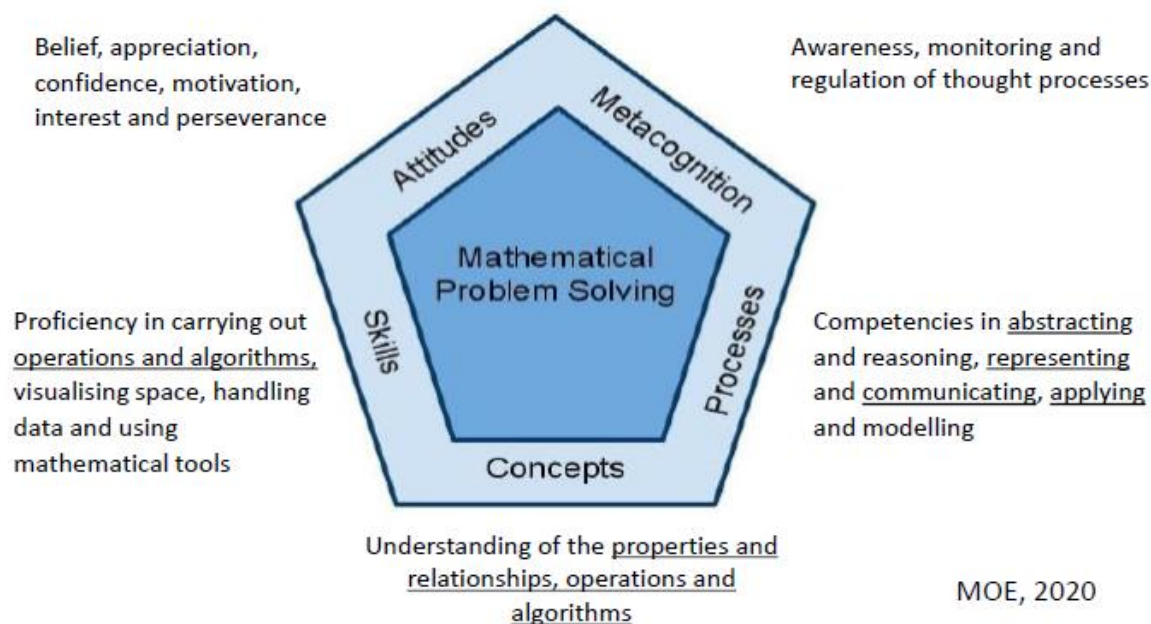 Belief, appreciation,
confidence, motivation,
interest and perseverance
Awareness, monitoring and
regulation of thought processes
Attitudes
Metacognition
Mathematical
Problem Solving
Skills
Processes
Concepts
Proficiency in carrying out
operations and algorithms,
visualising space, handling
data and using
mathematical tools
Competencies in abstracting
and reasoning, representing
and communicating, applying
and modelling
Understanding of the properties and
relationships, operations and
algorithms
MOE, 2020